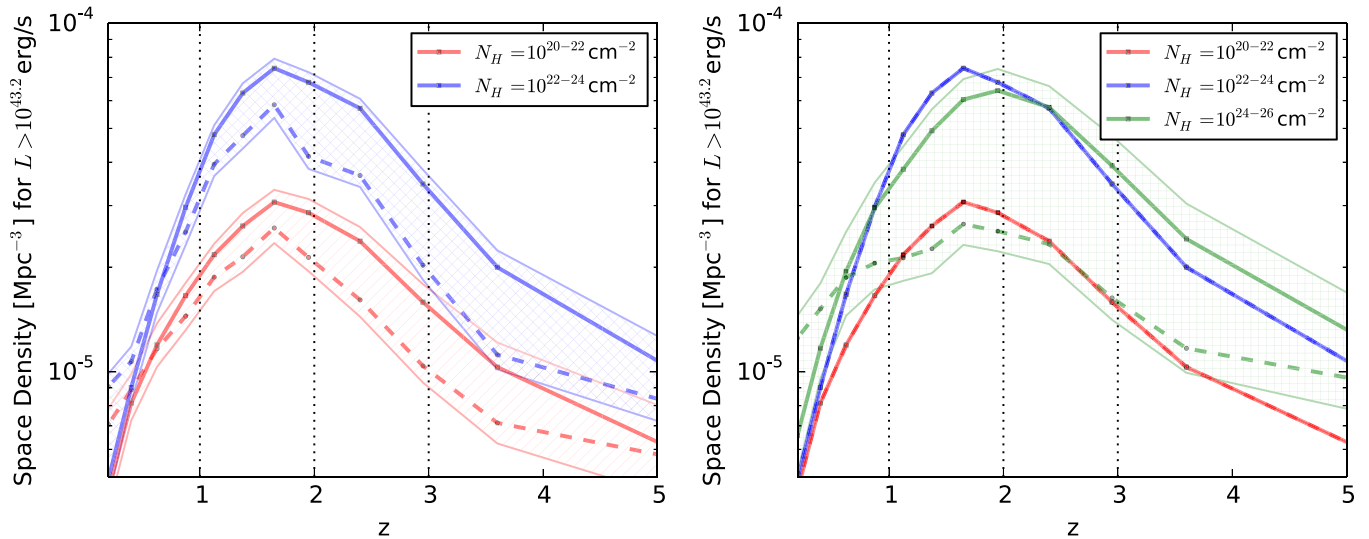 Space Density [Mpc⁻³] for L > 10^43.2 erg/s
10⁻⁴
10⁻⁵
N_H = 10^20−22 cm⁻²
N_H = 10^22−24 cm⁻²
1 2 3 4 5
z
Space Density [Mpc⁻³] for L > 10^43.2 erg/s
10⁻⁴
10⁻⁵
N_H = 10^20−22 cm⁻²
N_H = 10^22−24 cm⁻²
N_H = 10^24−26 cm⁻²
1 2 3 4 5
z